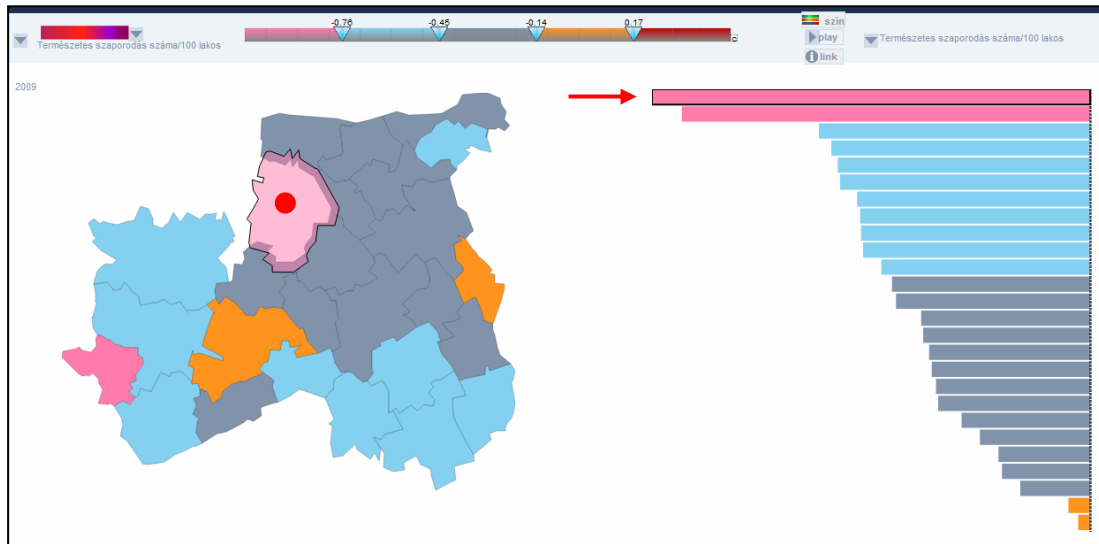 -0.76 -0.45 -0.14 0.17
Természetes szaporodás száma/100 lakos
szín
play
link
Természetes szaporodás száma/100 lakos
2009